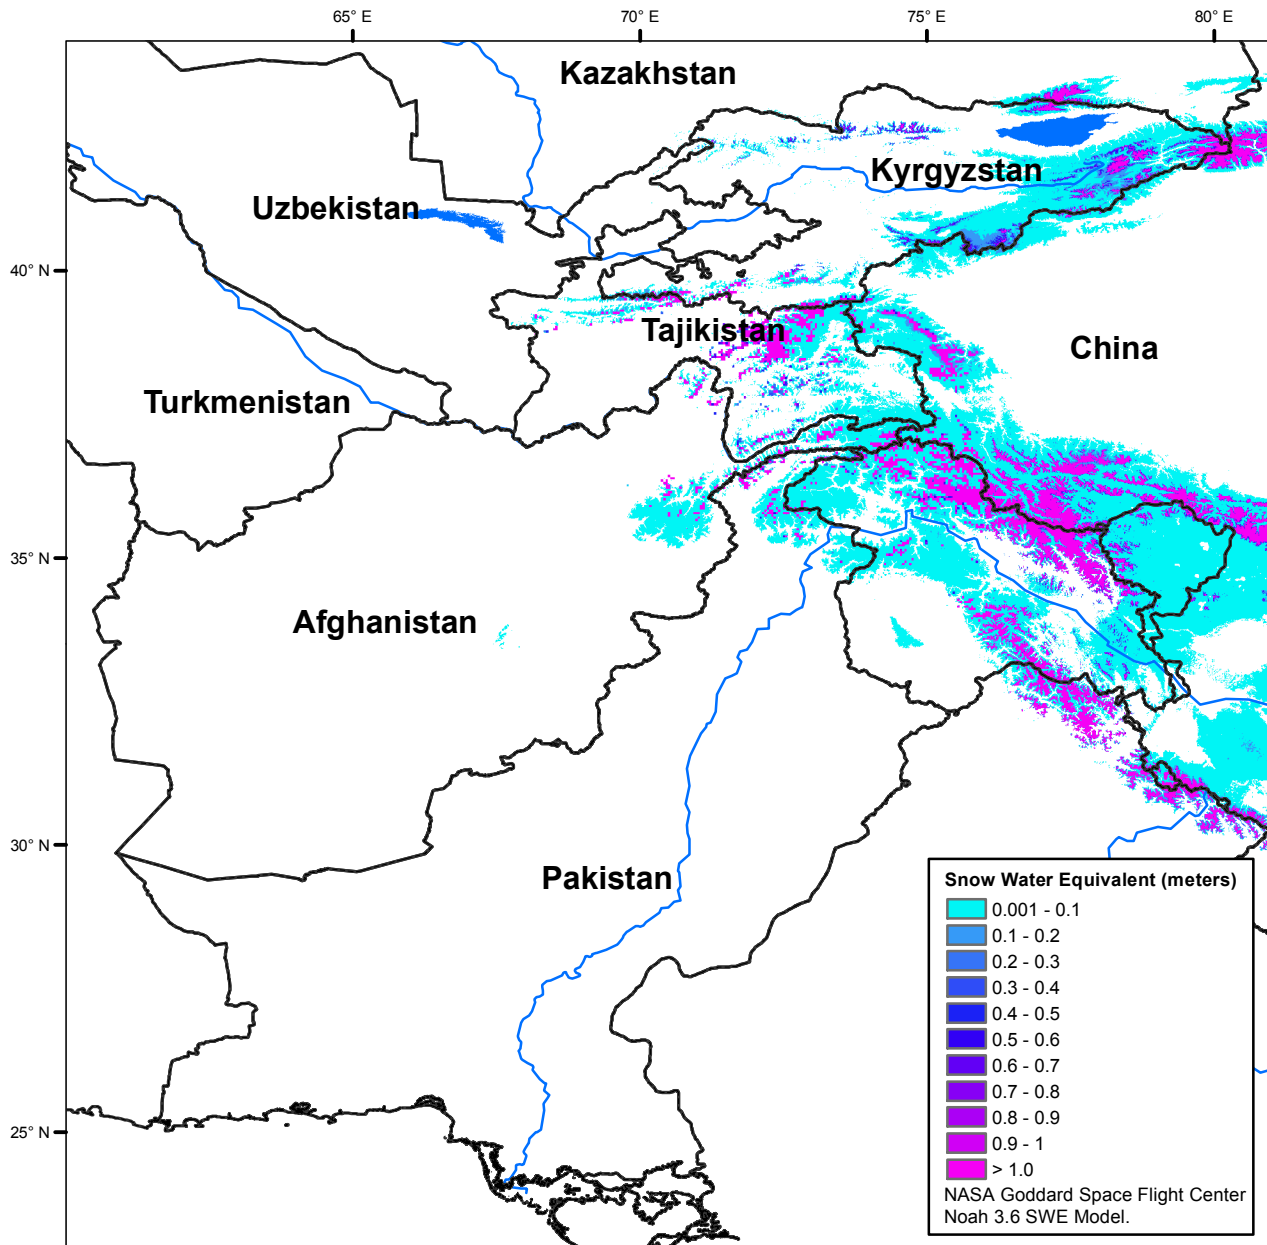 65° E
70° E
75° E
80° E
Kazakhstan
Kyrgyzstan
Uzbekistan
40° N
Tajikistan
China
Turkmenistan
35° N
Afghanistan
30° N
Pakistan
25° N
Snow Water Equivalent (meters)
0.001 - 0.1
0.1 - 0.2
0.2 - 0.3
0.3 - 0.4
0.4 - 0.5
0.5 - 0.6
0.6 - 0.7
0.7 - 0.8
0.8 - 0.9
0.9 - 1
> 1.0
NASA Goddard Space Flight Center
Noah 3.6 SWE Model.